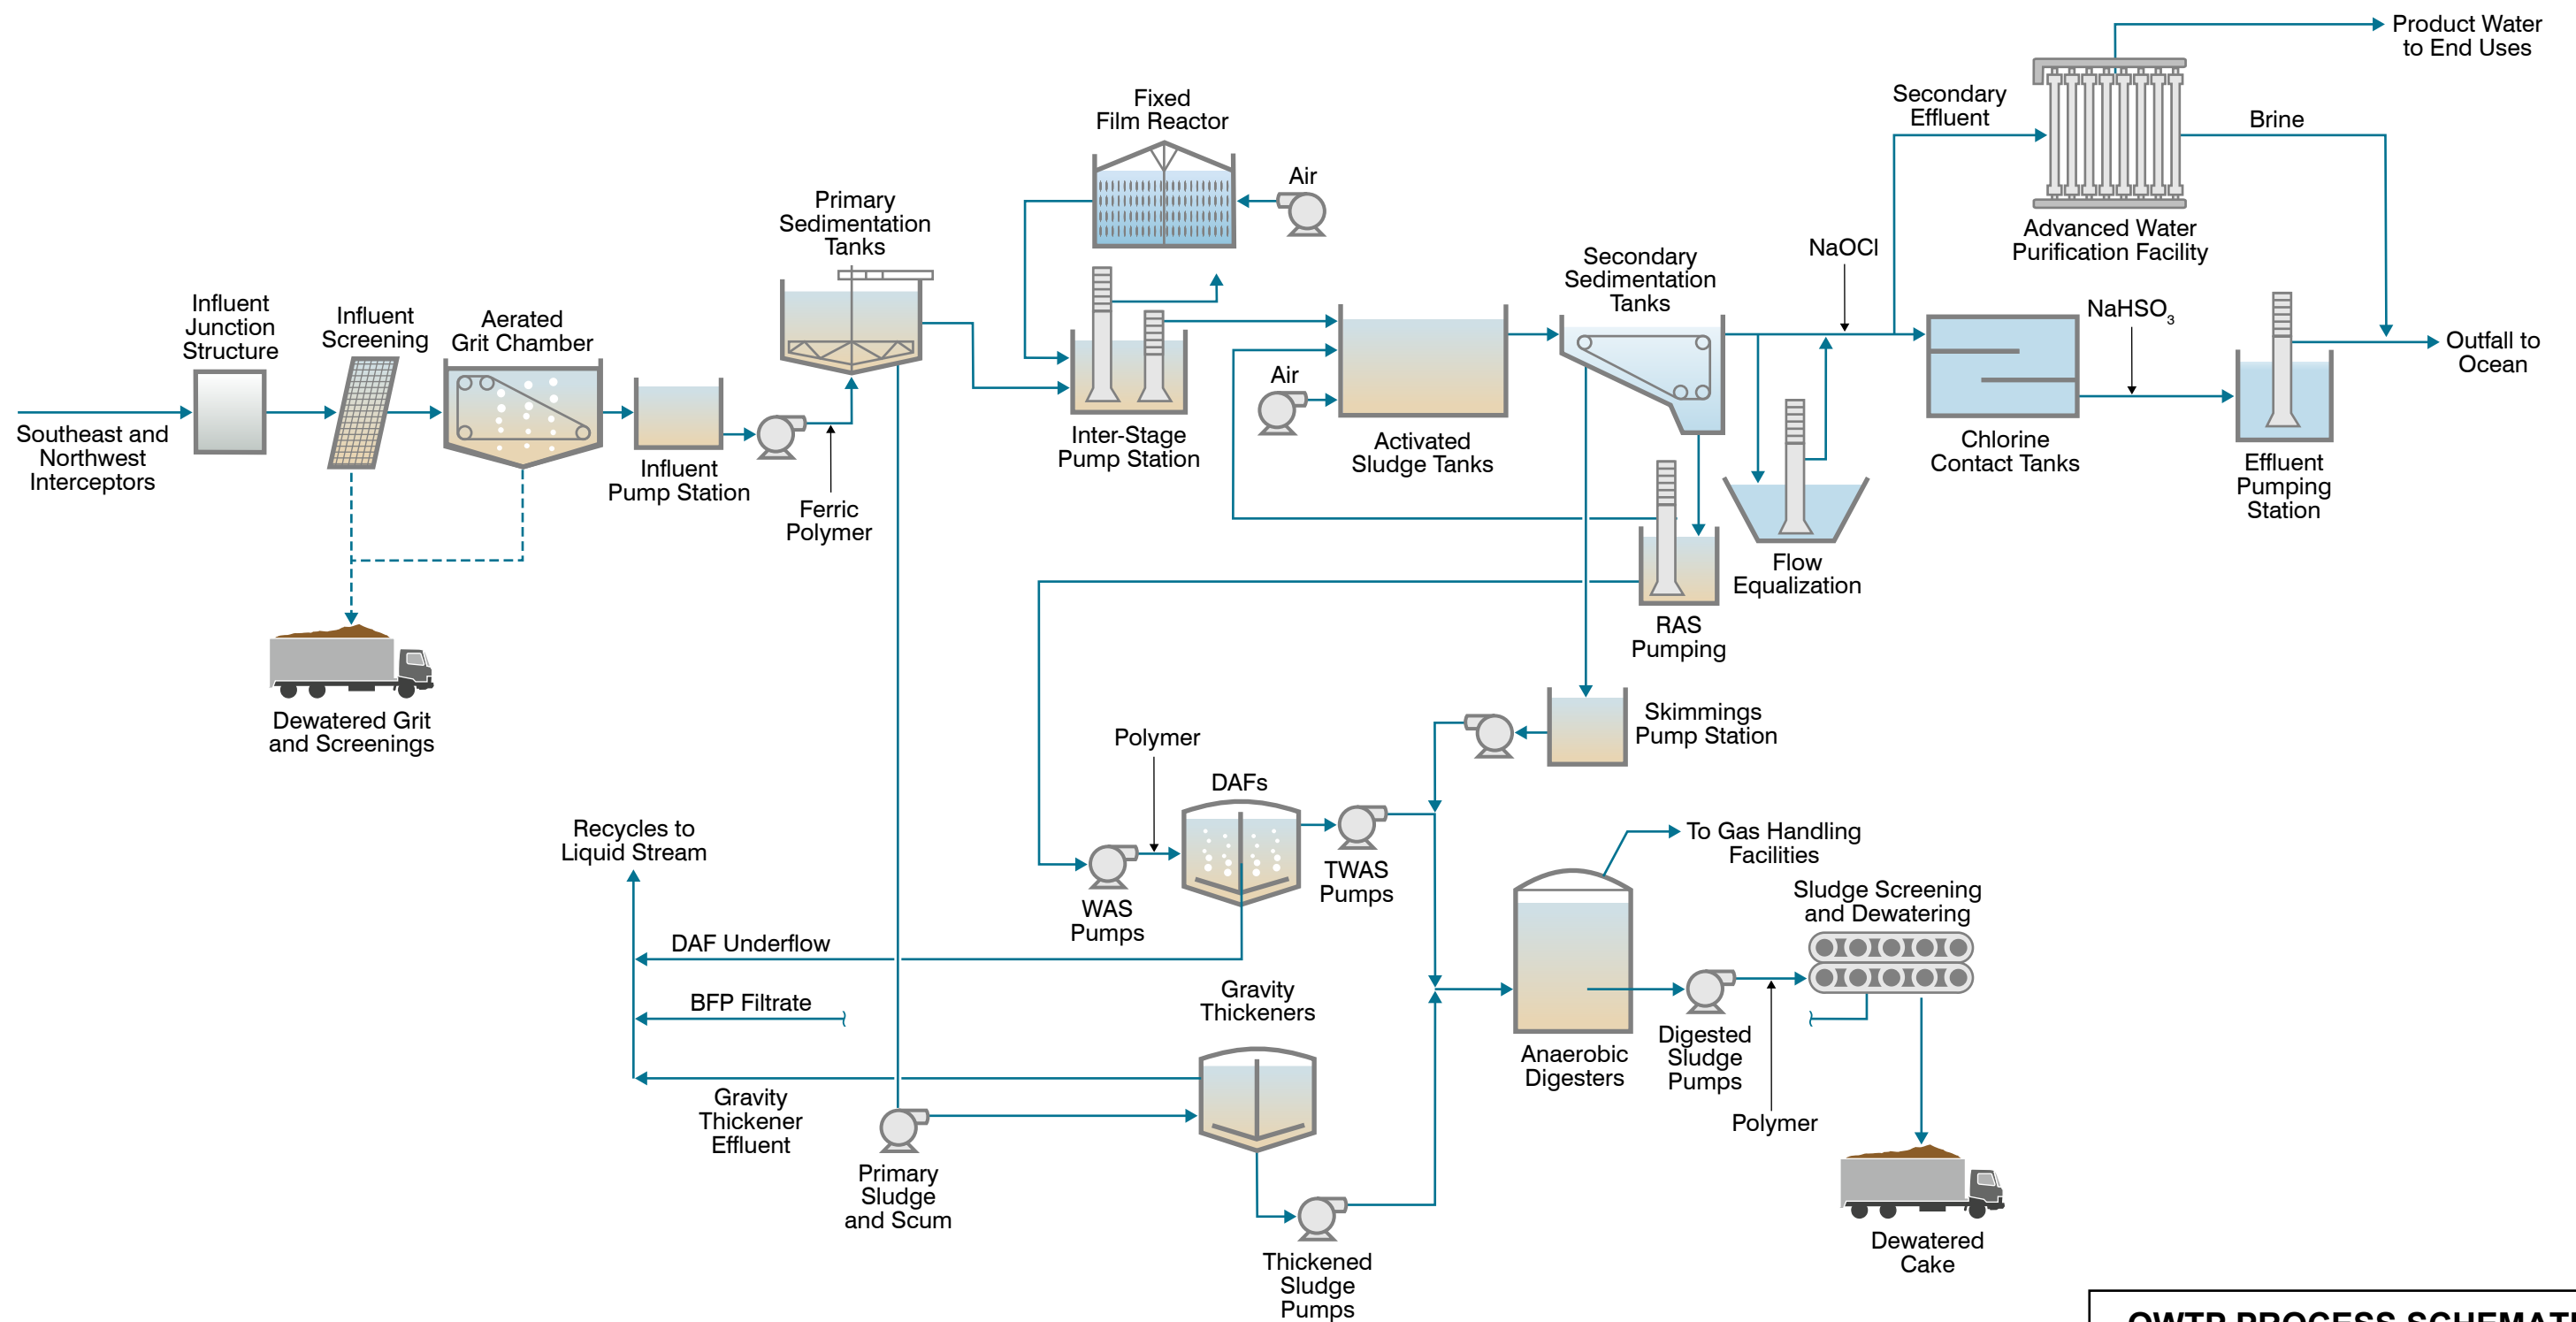 Product Water
to End Uses
Secondary
Effluent
Brine
Advanced Water
Purification Facility
Fixed
Film Reactor
Air
Primary
Sedimentation
Tanks
Secondary
Sedimentation
Tanks
NaOCl
NaHSO3
Outfall to
Ocean
Influent
Junction
Structure
Influent
Screening
Aerated
Grit Chamber
Southeast and
Northwest
Interceptors
Influent
Pump Station
Ferric
Polymer
Inter-Stage
Pump Station
Air
Activated
Sludge Tanks
Chlorine
Contact Tanks
Effluent
Pumping
Station
Flow
Equalization
RAS
Pumping
Dewatered Grit
and Screenings
Skimmings
Pump Station
Polymer
DAFs
TWAS
Pumps
WAS
Pumps
Recycles to
Liquid Stream
To Gas Handling
Facilities
Sludge Screening
and Dewatering
DAF Underflow
BFP Filtrate
Gravity
Thickeners
Gravity
Thickener
Effluent
Anaerobic
Digesters
Digested
Sludge
Pumps
Polymer
Primary
Sludge
and Scum
Thickened
Sludge
Pumps
Dewatered
Cake
OWTP PROCESS